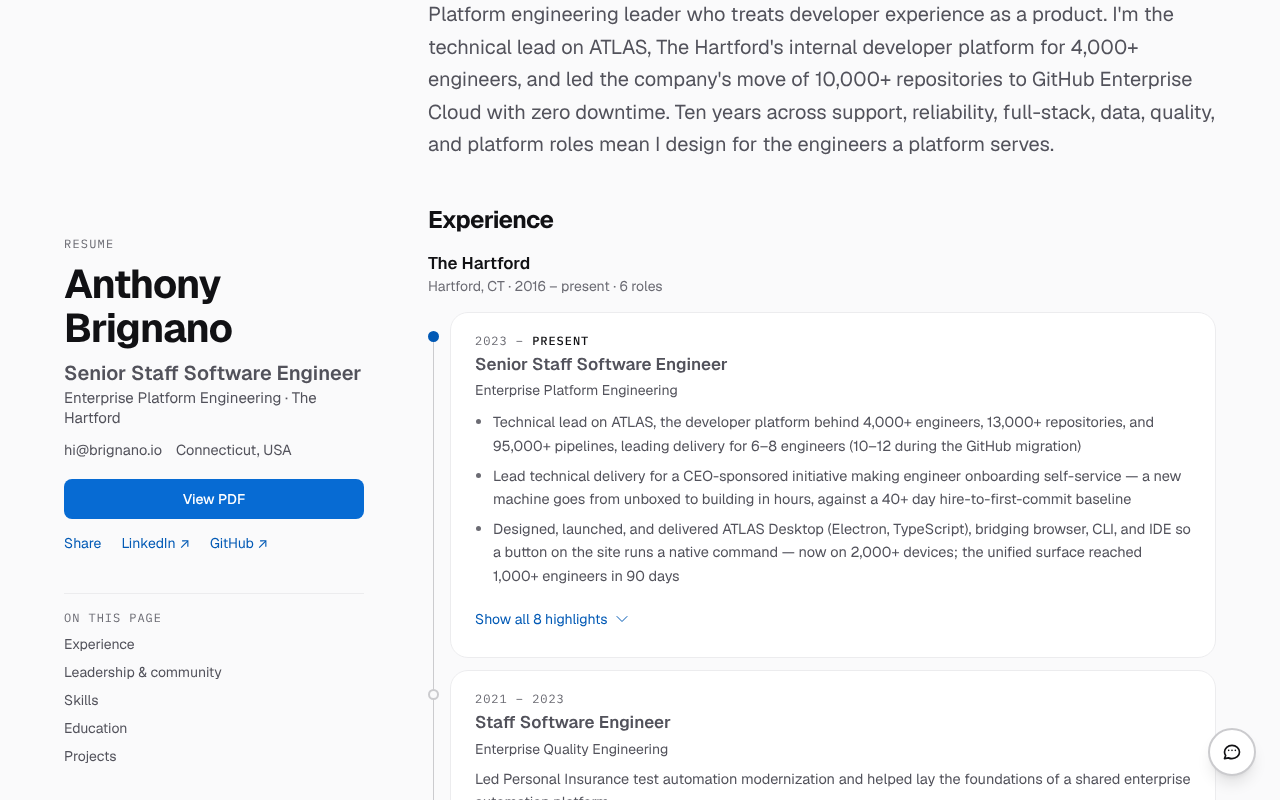 Platform engineering leader who treats developer experience as a product. I'm the
technical lead on ATLAS, The Hartford's internal developer platform for 4,000+
engineers, and led the company's move of 10,000+ repositories to GitHub Enterprise
Cloud with zero downtime. Ten years across support, reliability, full-stack, data, quality,
and platform roles mean I design for the engineers a platform serves.
RESUME
Anthony
Brignano
Senior Staff Software Engineer
Enterprise Platform Engineering · The
Hartford
hi@brignano.io Connecticut, USA
View PDF
Share LinkedIn ↗ GitHub ↗
ON THIS PAGE
Experience
Leadership & community
Skills
Education
Projects
Experience
The Hartford
Hartford, CT · 2016 – present · 6 roles
2023 – PRESENT
Senior Staff Software Engineer
Enterprise Platform Engineering
• Technical lead on ATLAS, the developer platform behind 4,000+ engineers, 13,000+ repositories, and
95,000+ pipelines, leading delivery for 6–8 engineers (10–12 during the GitHub migration)
• Lead technical delivery for a CEO-sponsored initiative making engineer onboarding self-service — a new
machine goes from unboxed to building in hours, against a 40+ day hire-to-first-commit baseline
• Designed, launched, and delivered ATLAS Desktop (Electron, TypeScript), bridging browser, CLI, and IDE so
a button on the site runs a native command — now on 2,000+ devices; the unified surface reached
1,000+ engineers in 90 days
Show all 8 highlights
2021 – 2023
Staff Software Engineer
Enterprise Quality Engineering
Led Personal Insurance test automation modernization and helped lay the foundations of a shared enterprise
automation platform.